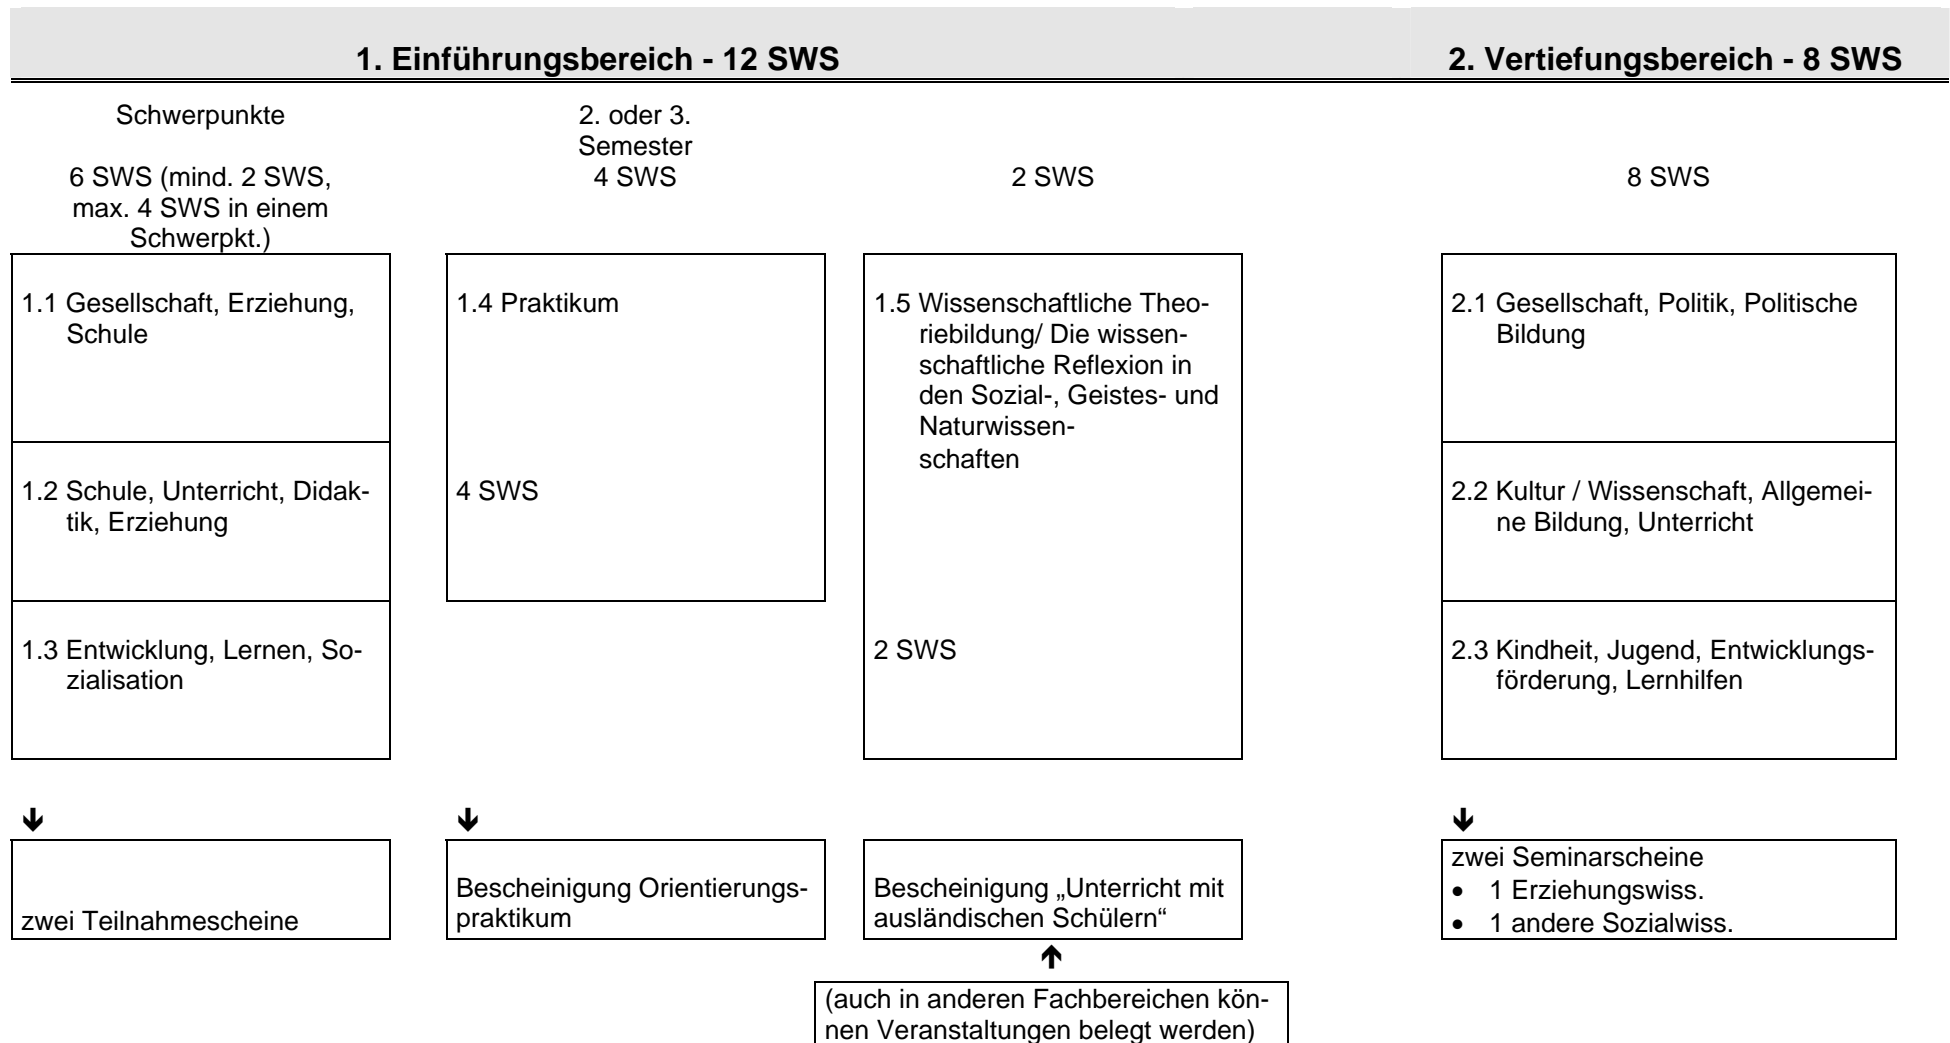 1. Einführungsbereich - 12 SWS
2. Vertiefungsbereich - 8 SWS
Schwerpunkte
6 SWS (mind. 2 SWS,
max. 4 SWS in einem
Schwerpkt.)
2. oder 3.
Semester
4 SWS
2 SWS
8 SWS
1.1 Gesellschaft, Erziehung,
Schule
1.2 Schule, Unterricht, Didak-
tik, Erziehung
1.3 Entwicklung, Lernen, So-
zialisation
1.4 Praktikum
4 SWS
1.5 Wissenschaftliche Theo-
riebildung/ Die wissen-
schaftliche Reflexion in
den Sozial-, Geistes- und
Naturwissen-
schaften
2 SWS
2.1 Gesellschaft, Politik, Politische
Bildung
2.2 Kultur / Wissenschaft, Allgemei-
ne Bildung, Unterricht
2.3 Kindheit, Jugend, Entwicklungs-
förderung, Lernhilfen
zwei Teilnahmescheine
Bescheinigung Orientierungs-
praktikum
Bescheinigung „Unterricht mit
ausländischen Schülern“
zwei Seminarscheine
• 1 Erziehungswiss.
• 1 andere Sozialwiss.
(auch in anderen Fachbereichen kön-
nen Veranstaltungen belegt werden)